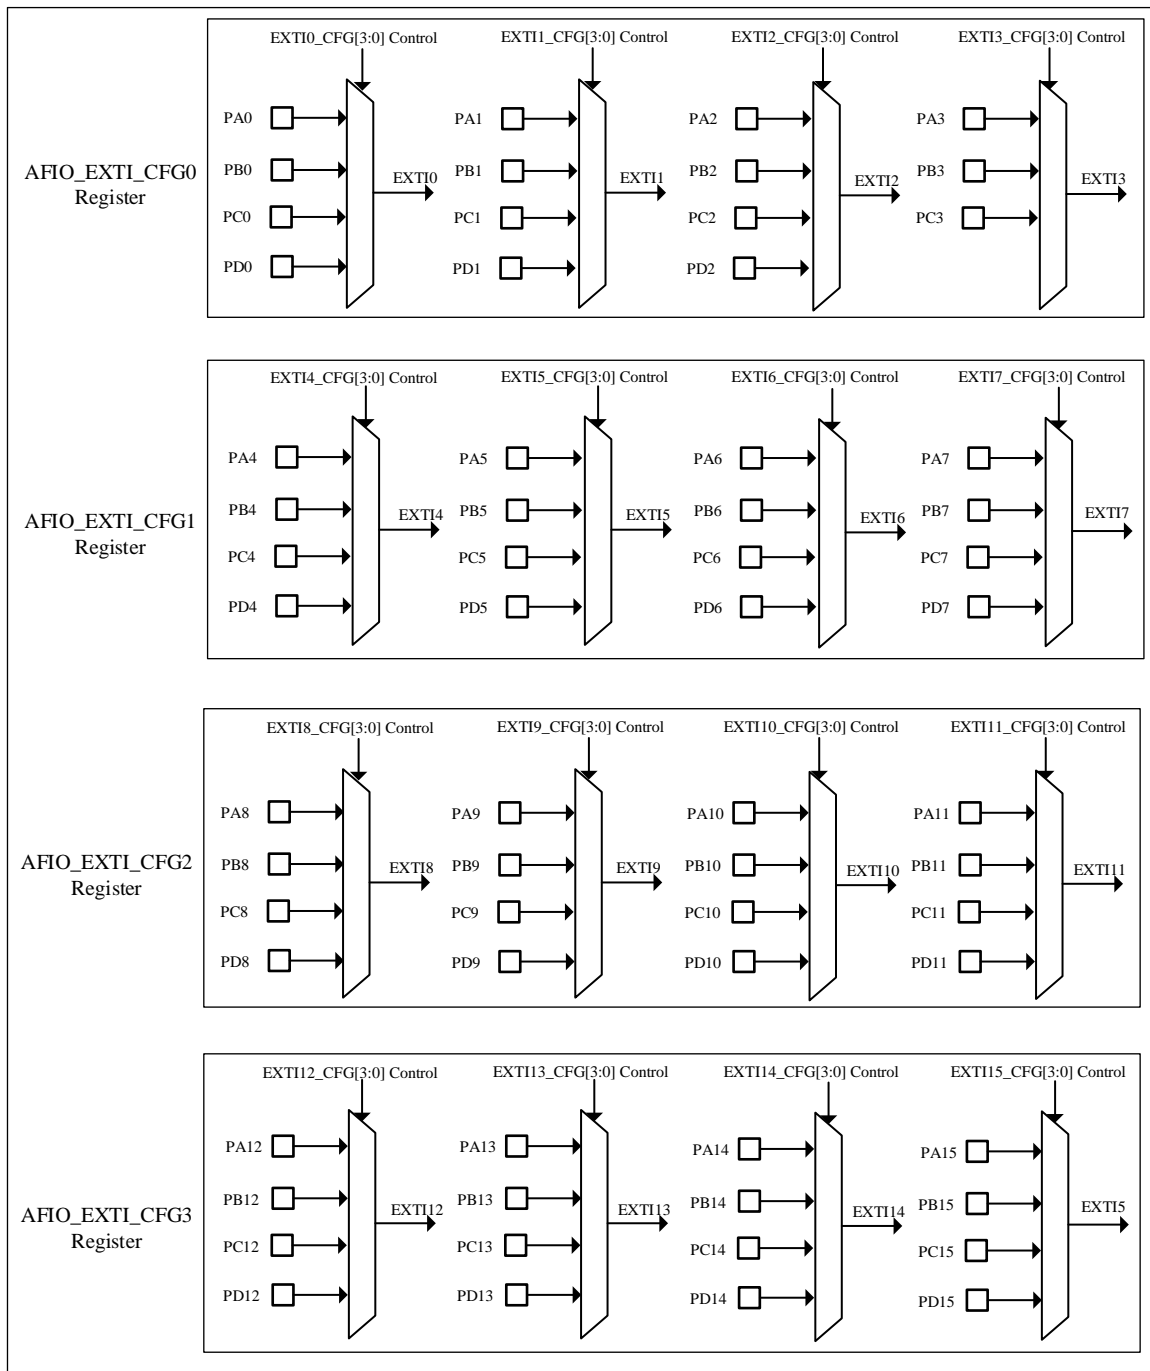 EXTI0_CFG[3:0] Control
EXTI1_CFG[3:0] Control
EXTI2_CFG[3:0] Control
EXTI3_CFG[3:0] Control
PA0
PA1
PA2
PA3
AFIO_EXTI_CFG0
Register
PB0
PB1
PB2
PB3
EXTI0
EXTI1
EXTI2
EXTI3
PC0
PC1
PC2
PC3
PD0
PD1
PD2
EXTI4_CFG[3:0] Control
EXTI5_CFG[3:0] Control
EXTI6_CFG[3:0] Control
EXTI7_CFG[3:0] Control
PA4
PA5
PA6
PA7
AFIO_EXTI_CFG1
Register
PB4
PB5
PB6
PB7
EXTI4
EXTI5
EXTI6
EXTI7
PC4
PC5
PC6
PC7
PD4
PD5
PD6
PD7
EXTI8_CFG[3:0] Control
EXTI9_CFG[3:0] Control
EXTI10_CFG[3:0] Control
EXTI11_CFG[3:0] Control
PA8
PA9
PA10
PA11
AFIO_EXTI_CFG2
Register
PB8
PB9
PB10
PB11
EXTI8
EXTI9
EXTI10
EXTI11
PC8
PC9
PC10
PC11
PD8
PD9
PD10
PD11
EXTI12_CFG[3:0] Control
EXTI13_CFG[3:0] Control
EXTI14_CFG[3:0] Control
EXTI15_CFG[3:0] Control
PA12
PA13
PA14
PA15
AFIO_EXTI_CFG3
Register
PB12
PB13
PB14
PB15
EXTI12
EXTI13
EXTI14
EXTI5
PC12
PC13
PC14
PC15
PD12
PD13
PD14
PD15